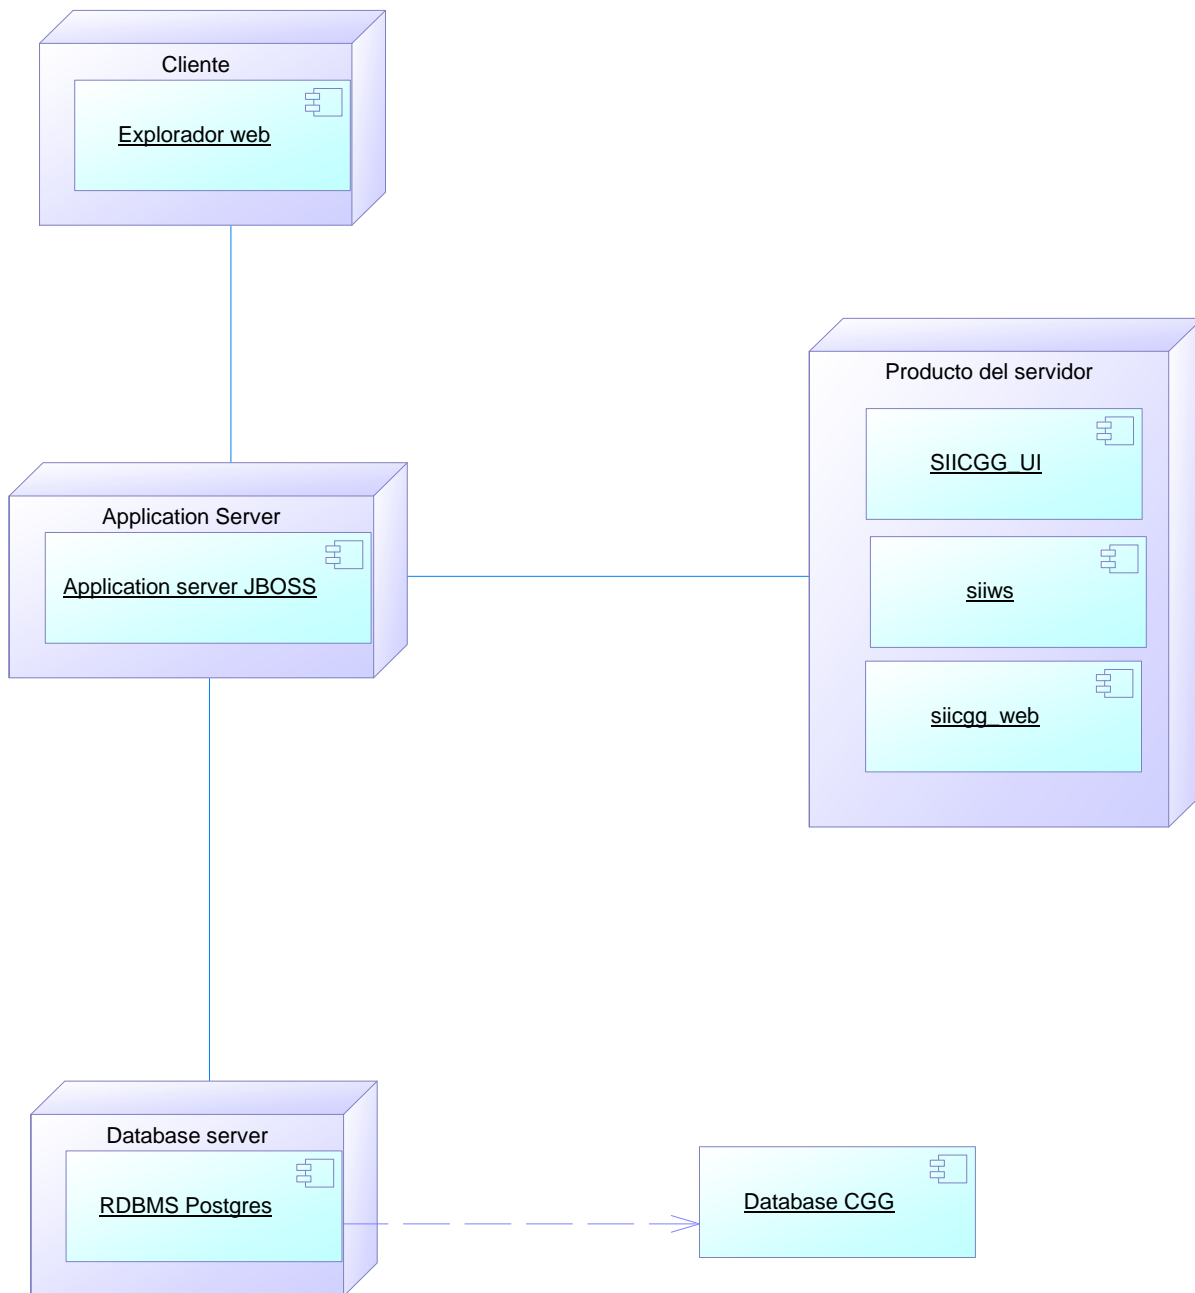 Cliente
Explorador web
Producto del servidor
SIICGG_UI
Application Server
Application server JBOSS
siiws
siicgg_web
Database server
RDBMS Postgres
Database CGG